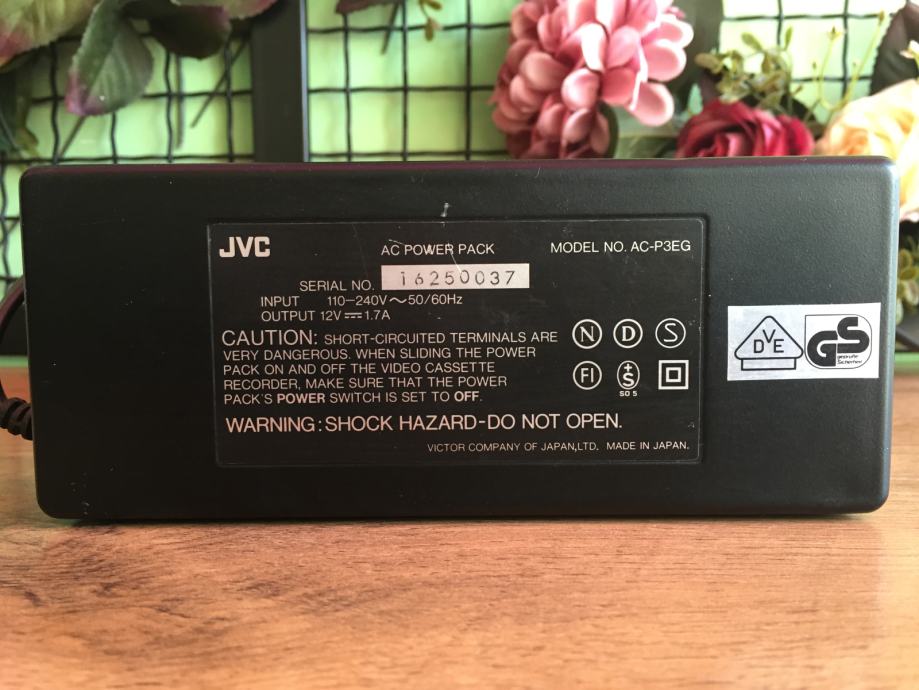 JVC
AC POWER PACK
MODEL NO. AC-P3EG
SERIAL NO. 16250037
INPUT 110-240V ~ 50/60Hz
OUTPUT 12V ⎓ 1.7A
CAUTION: SHORT-CIRCUITED TERMINALS ARE
VERY DANGEROUS. WHEN SLIDING THE POWER
PACK ON AND OFF THE VIDEO CASSETTE
RECORDER, MAKE SURE THAT THE POWER
PACK'S POWER SWITCH IS SET TO OFF.
N D S
FI +S
SO 5
WARNING: SHOCK HAZARD-DO NOT OPEN.
VICTOR COMPANY OF JAPAN,LTD. MADE IN JAPAN.
VDE
GS
geprüfte
Sicherheit